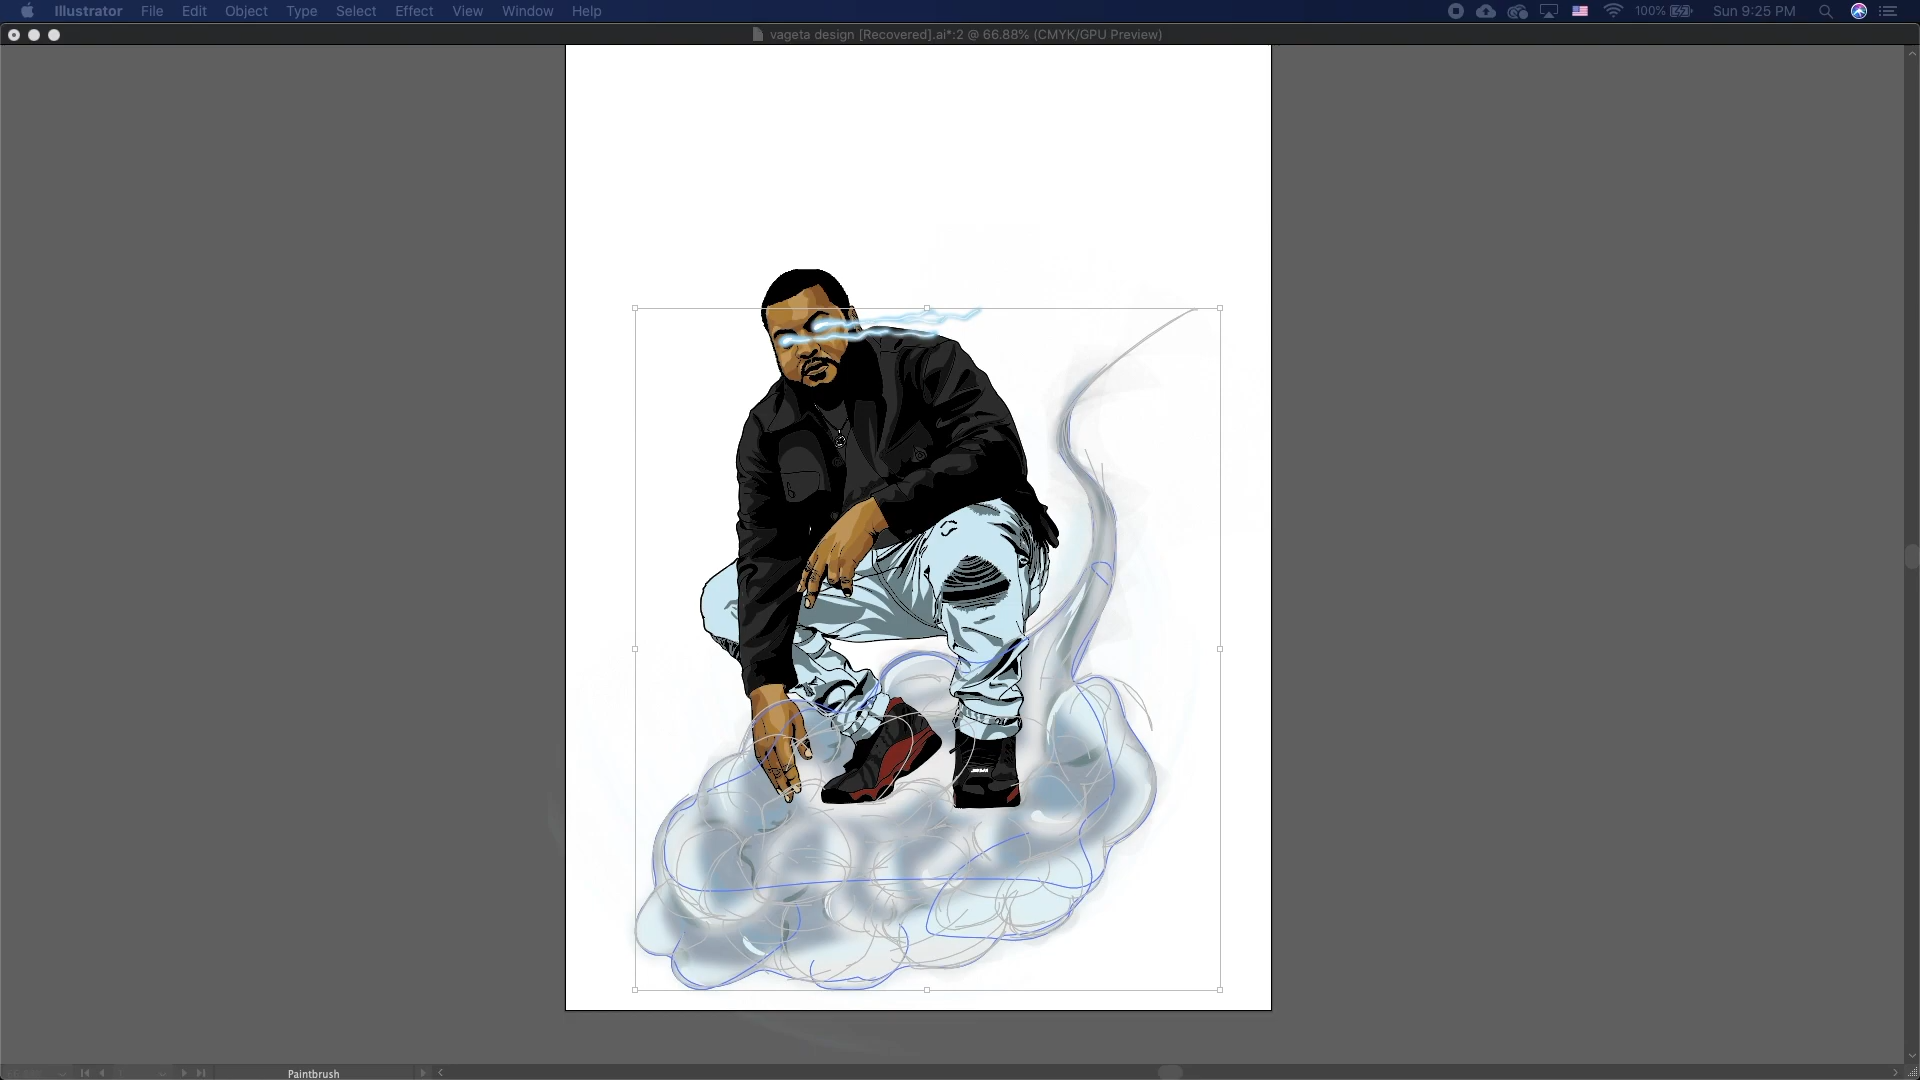 Illustrator File Edit Object Type Select Effect View Window Help 100% Sun 9:25 PM
vageta design [Recovered].ai*:2 @ 66.88% (CMYK/GPU Preview)
Paintbrush